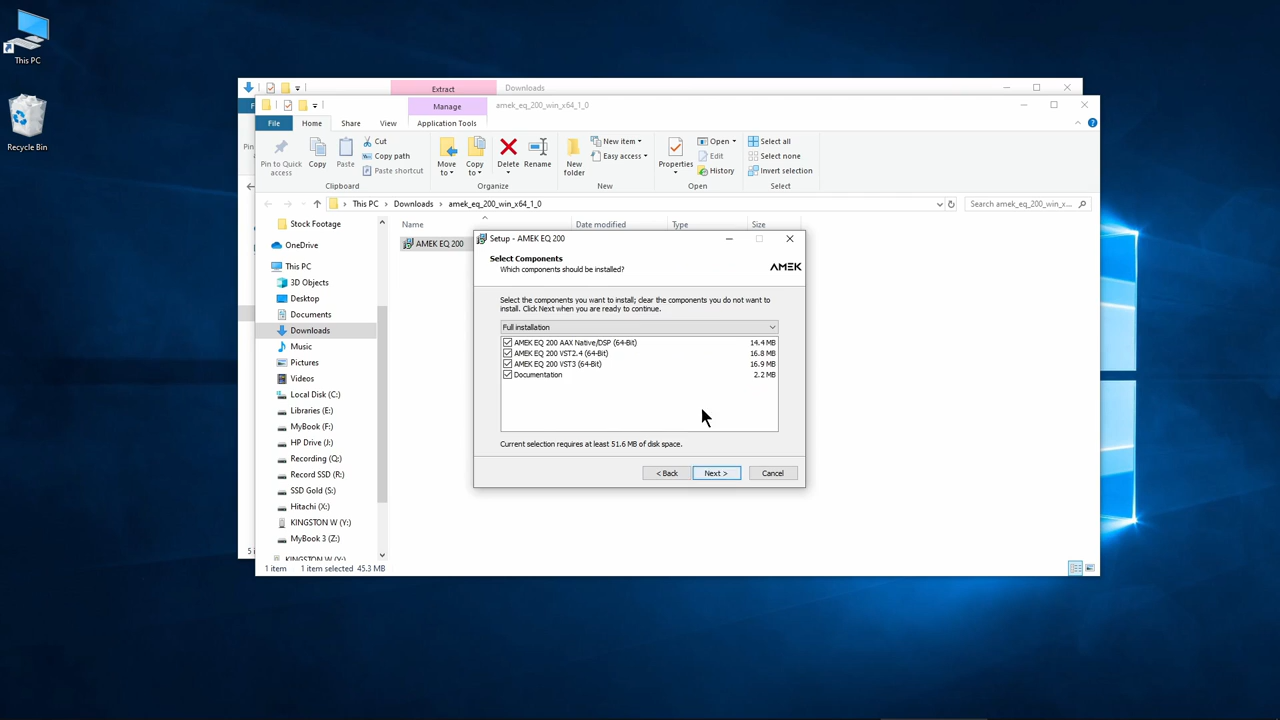 This PC
Recycle Bin
Extract
Downloads
Manage
amek_eq_200_win_x64_1_0
File
Home
Share
View
Application Tools
Pin to Quick access
Copy
Paste
Cut
Copy path
Paste shortcut
Clipboard
Move to
Copy to
Delete
Rename
Organize
New folder
New item
Easy access
New
Properties
Open
Edit
History
Open
Select all
Select none
Invert selection
Select
This PC > Downloads > amek_eq_200_win_x64_1_0
Search amek_eq_200_win_x...
Stock Footage
OneDrive
This PC
3D Objects
Desktop
Documents
Downloads
Music
Pictures
Videos
Local Disk (C:)
Libraries (E:)
MyBook (F:)
HP Drive (J:)
Recording (Q:)
Record SSD (R:)
SSD Gold (S:)
Hitachi (X:)
KINGSTON W (Y:)
MyBook 3 (Z:)
KINGSTON W (Y:)
Name
Date modified
Type
Size
AMEK EQ 200
Setup - AMEK EQ 200
Select Components
Which components should be installed?
AMEK
Select the components you want to install; clear the components you do not want to
install. Click Next when you are ready to continue.
Full installation
AMEK EQ 200 AAX Native/DSP (64-Bit) 14.4 MB
AMEK EQ 200 VST2.4 (64-Bit) 16.8 MB
AMEK EQ 200 VST3 (64-Bit) 16.9 MB
Documentation 2.2 MB
Current selection requires at least 51.6 MB of disk space.
< Back
Next >
Cancel
1 item
1 item selected 45.3 MB